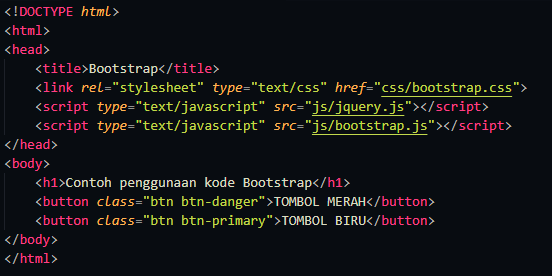 <!DOCTYPE html>
<html>
<head>
    <title>Bootstrap</title>
    <link rel="stylesheet" type="text/css" href="css/bootstrap.css">
    <script type="text/javascript" src="js/jquery.js"></script>
    <script type="text/javascript" src="js/bootstrap.js"></script>
</head>
<body>
    <h1>Contoh penggunaan kode Bootstrap</h1>
    <button class="btn btn-danger">TOMBOL MERAH</button>
    <button class="btn btn-primary">TOMBOL BIRU</button>
</body>
</html>